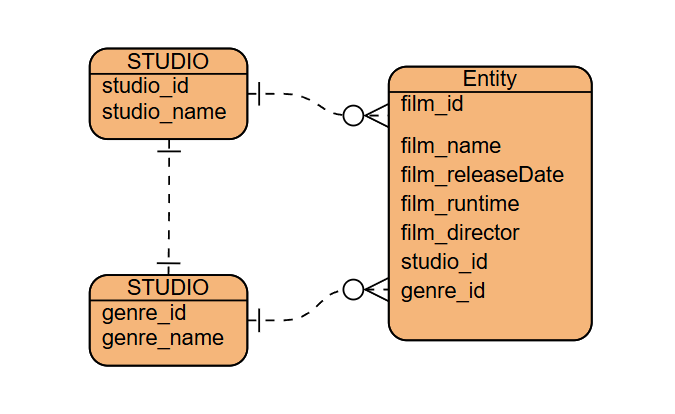 STUDIO
studio_id
studio_name
Entity
film_id
film_name
film_releaseDate
film_runtime
film_director
studio_id
genre_id
STUDIO
genre_id
genre_name